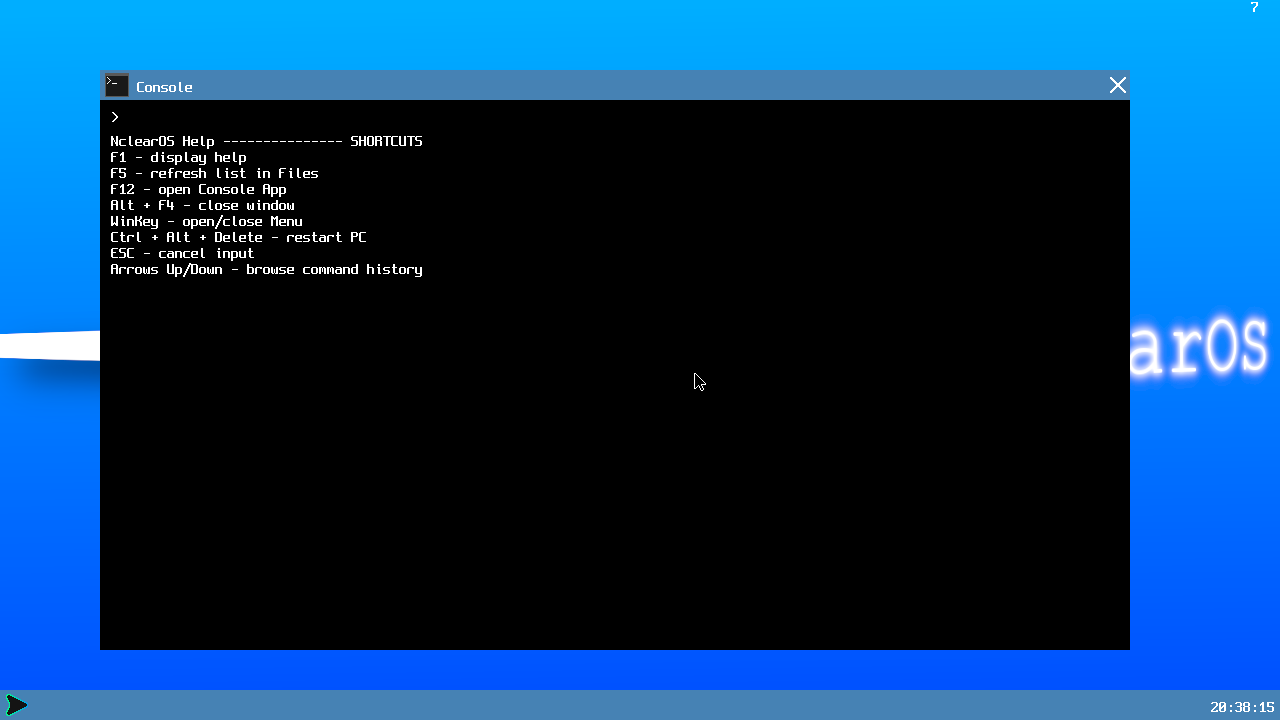 7
>_ Console
>
NclearOS Help --------------- SHORTCUTS
F1 - display help
F5 - refresh list in Files
F12 - open Console App
Alt + F4 - close window
WinKey - open/close Menu
Ctrl + Alt + Delete - restart PC
ESC - cancel input
Arrows Up/Down - browse command history
arOS
20:38:15